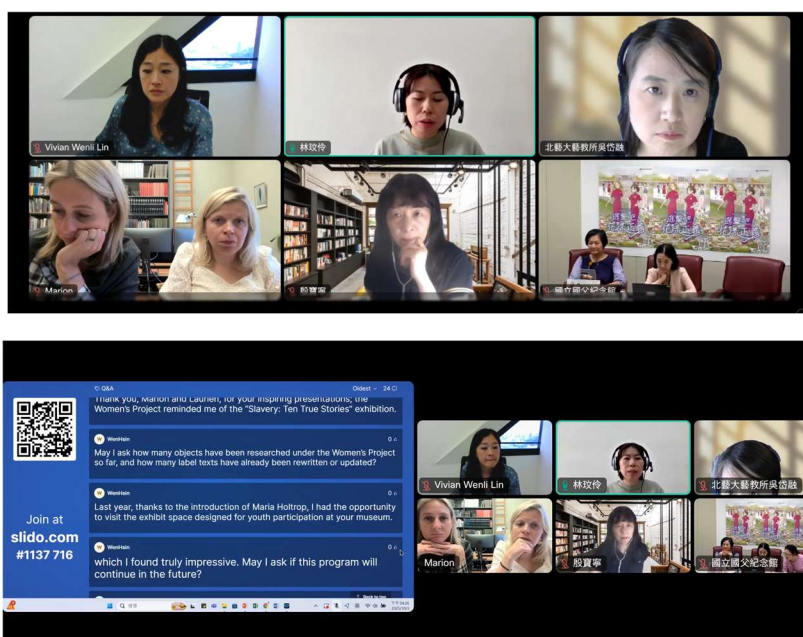 Vivian Wenli Lin
林玟伶
北藝大藝教所吳岱融
Marion
殷寶寧
國立國父紀念館
Q&A
Oldest
24
Thank you, Marion and Laurien, for your inspiring presentations; the
Women's Project reminded me of the "Slavery: Ten True Stories" exhibition.
W WenHsin
0
May I ask how many objects have been researched under the Women's Project
so far, and how many label texts have already been rewritten or updated?
W WenHsin
0
Last year, thanks to the introduction of Maria Holtrop, I had the opportunity
to visit the exhibit space designed for youth participation at your museum.
W WenHsin
0
which I found truly impressive. May I ask if this program will
continue in the future?
Back to top
Join at
slido.com
#1137 716
Vivian Wenli Lin
林玟伶
北藝大藝教所吳岱融
Marion
殷寶寧
國立國父紀念館